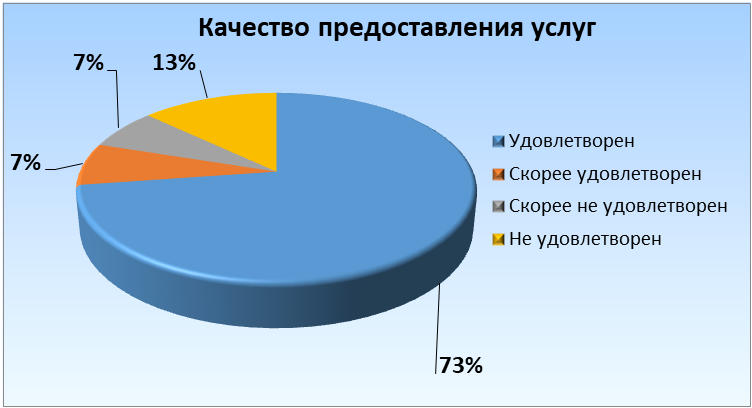 Качество предоставления услуг
7%
13%
7%
73%
Удовлетворен
Скорее удовлетворен
Скорее не удовлетворен
Не удовлетворен